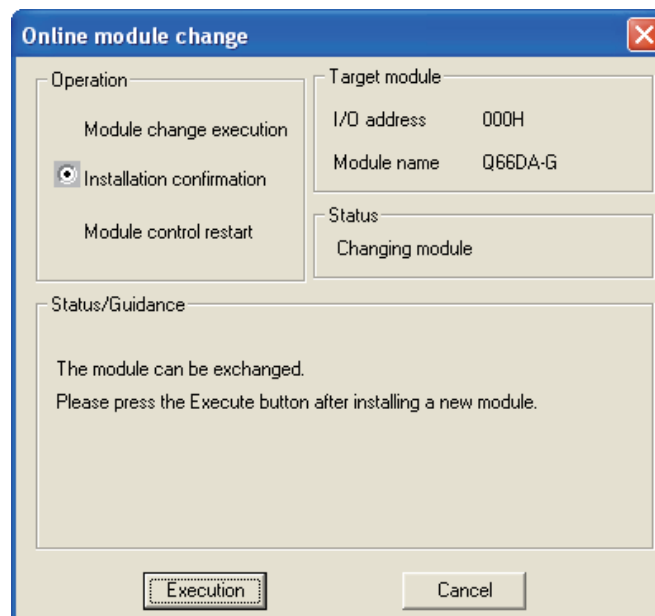 Online module change
Operation
Module change execution
Installation confirmation
Module control restart
Target module
I/O address 000H
Module name Q66DA-G
Status
Changing module
Status/Guidance
The module can be exchanged.
Please press the Execute button after installing a new module.
Execution Cancel